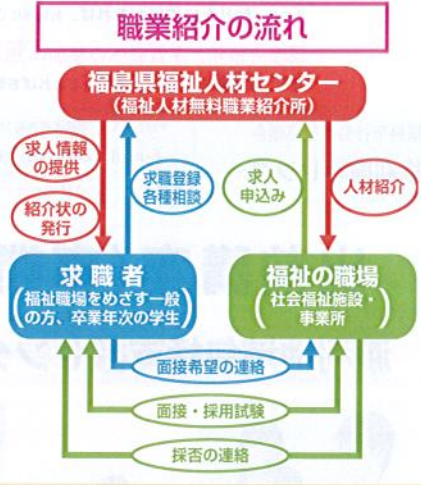 職業紹介の流れ
福島県福祉人材センター
(福祉人材無料職業紹介所)
求人情報
の提供
紹介状の
発行
求職登録
各種相談
求人
申込み
人材紹介
求職者
(福祉職場をめざす一般
の方、卒業年次の学生)
福祉の職場
(社会福祉施設・
事業所)
面接希望の連絡
面接・採用試験
採否の連絡